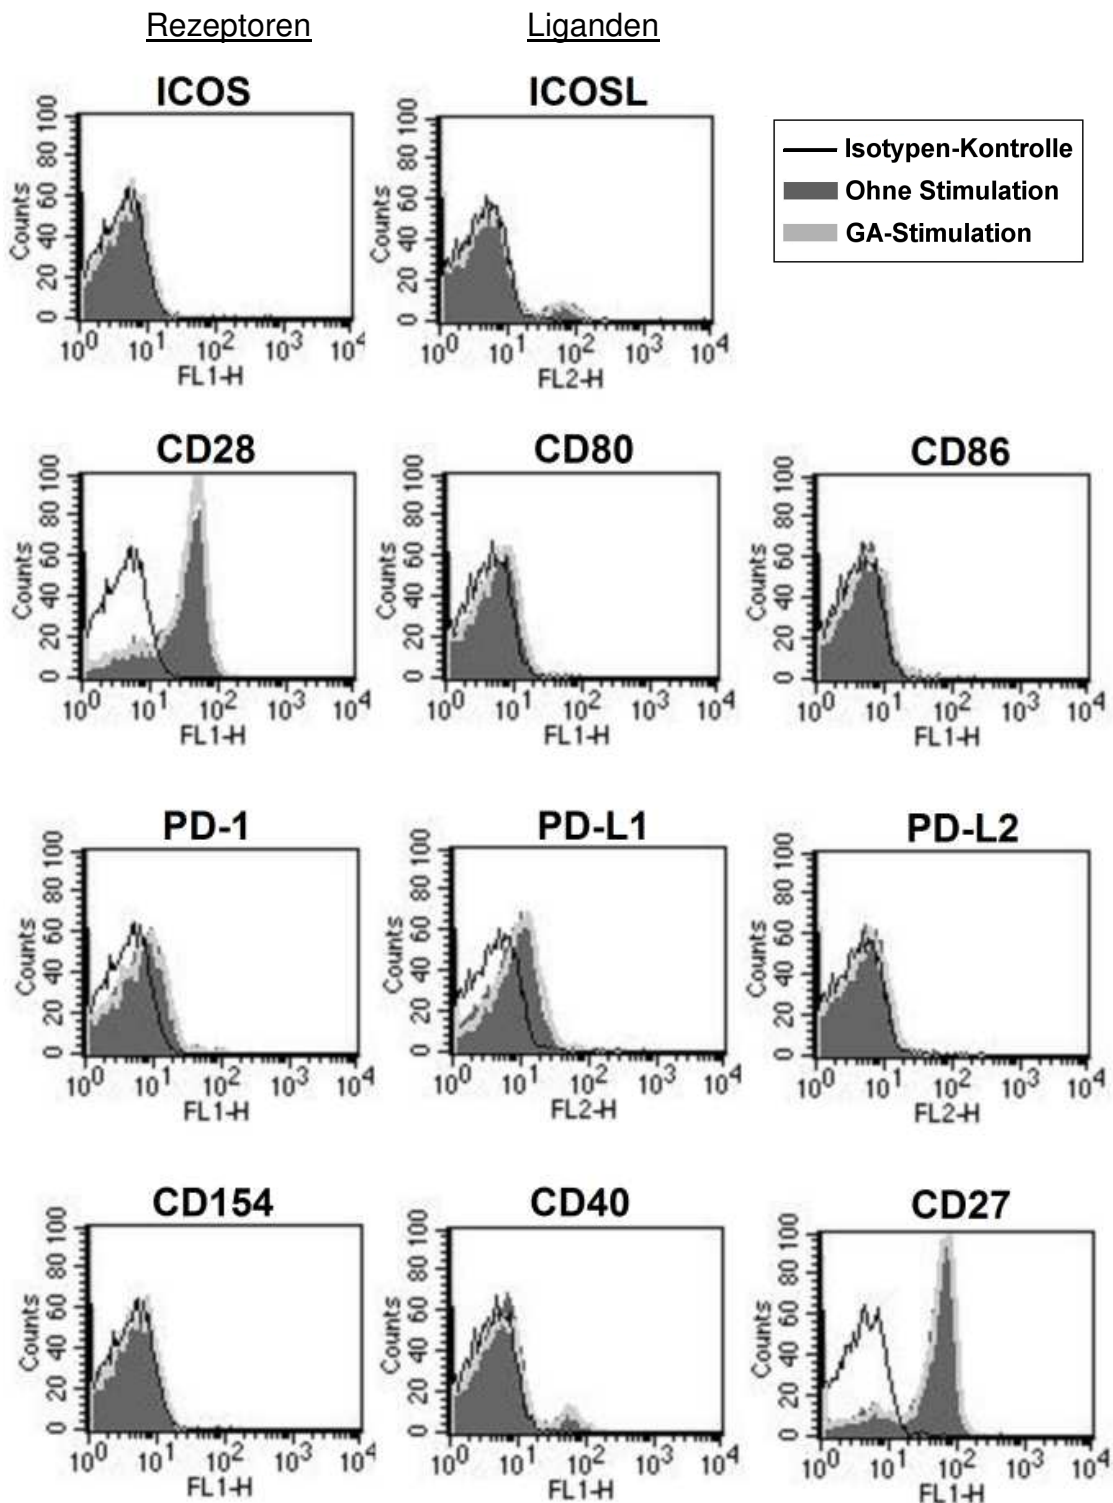 Rezeptoren Liganden
ICOS ICOSL
Isotypen-Kontrolle
Ohne Stimulation
GA-Stimulation
Counts 0 20 40 60 80 100
10^0 10^1 10^2 10^3 10^4
FL1-H
Counts 0 20 40 60 80 100
10^0 10^1 10^2 10^3 10^4
FL2-H
CD28 CD80 CD86
Counts 0 20 40 60 80 100
10^0 10^1 10^2 10^3 10^4
FL1-H
Counts 0 20 40 60 80 100
10^0 10^1 10^2 10^3 10^4
FL1-H
Counts 0 20 40 60 80 100
10^0 10^1 10^2 10^3 10^4
FL1-H
PD-1 PD-L1 PD-L2
Counts 0 20 40 60 80 100
10^0 10^1 10^2 10^3 10^4
FL1-H
Counts 0 20 40 60 80 100
10^0 10^1 10^2 10^3 10^4
FL2-H
Counts 0 20 40 60 80 100
10^0 10^1 10^2 10^3 10^4
FL2-H
CD154 CD40 CD27
Counts 0 20 40 60 80 100
10^0 10^1 10^2 10^3 10^4
FL1-H
Counts 0 20 40 60 80 100
10^0 10^1 10^2 10^3 10^4
FL1-H
Counts 0 20 40 60 80 100
10^0 10^1 10^2 10^3 10^4
FL1-H